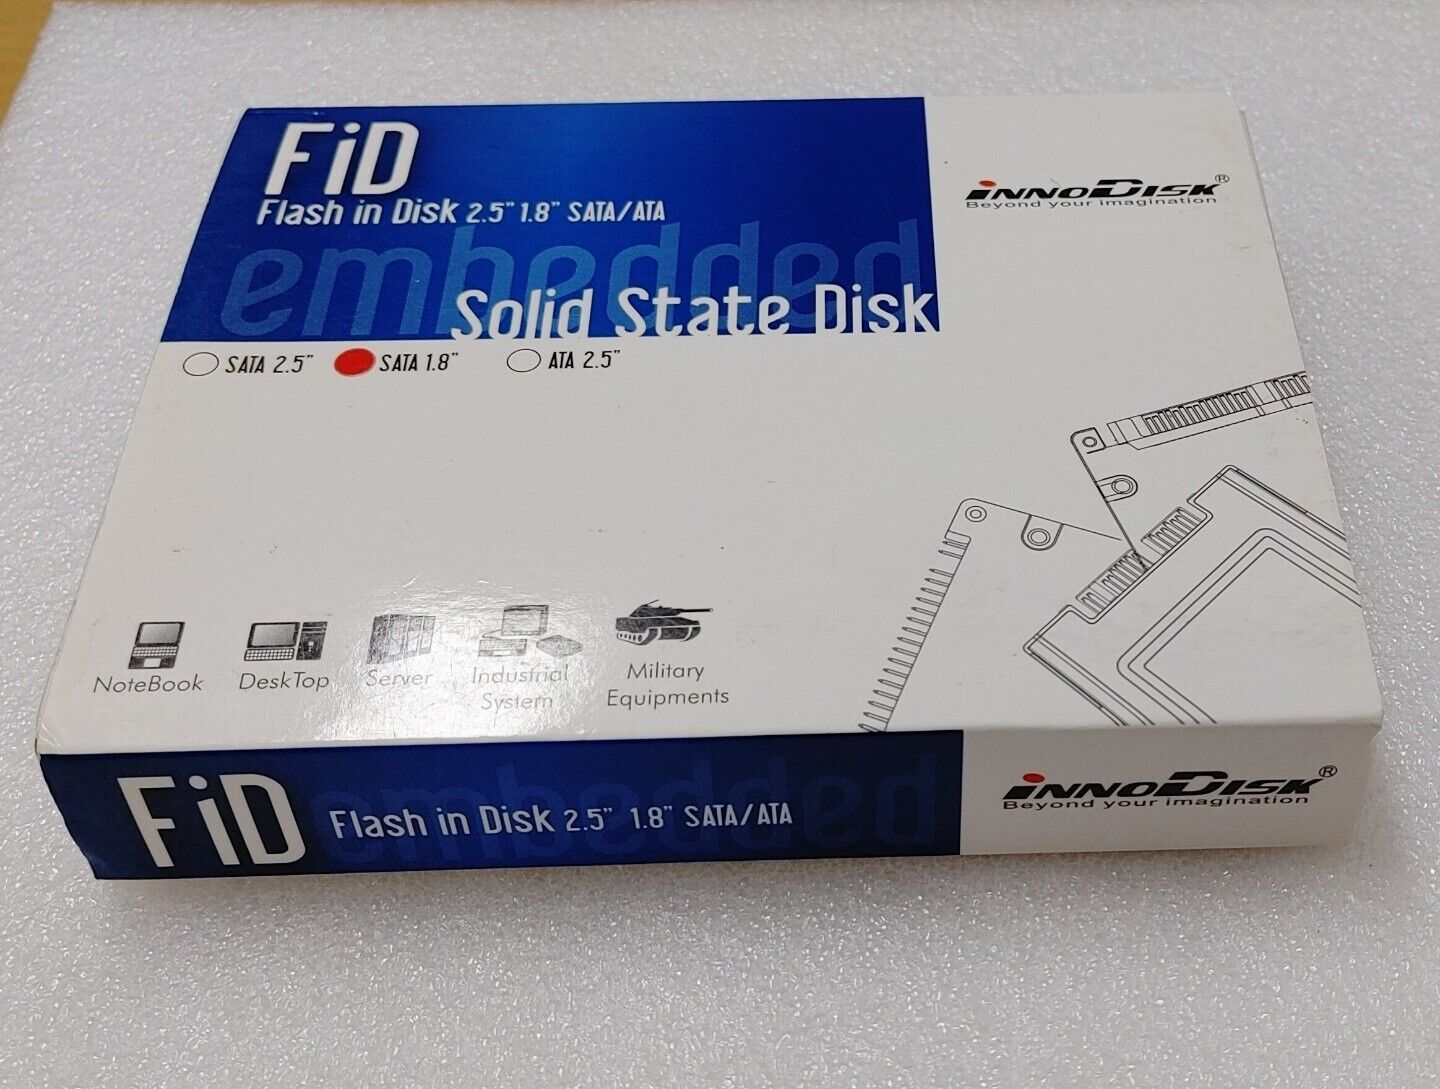 FiD
Flash in Disk 2.5" 1.8" SATA/ATA
embedded
Solid State Disk
INNODISK®
Beyond your imagination
SATA 2.5" SATA 1.8" ATA 2.5"
NoteBook
DeskTop
Server
Industrial
System
Military
Equipments
FiD
Flash in Disk 2.5" 1.8" SATA/ATA
embedded
INNODISK®
Beyond your imagination